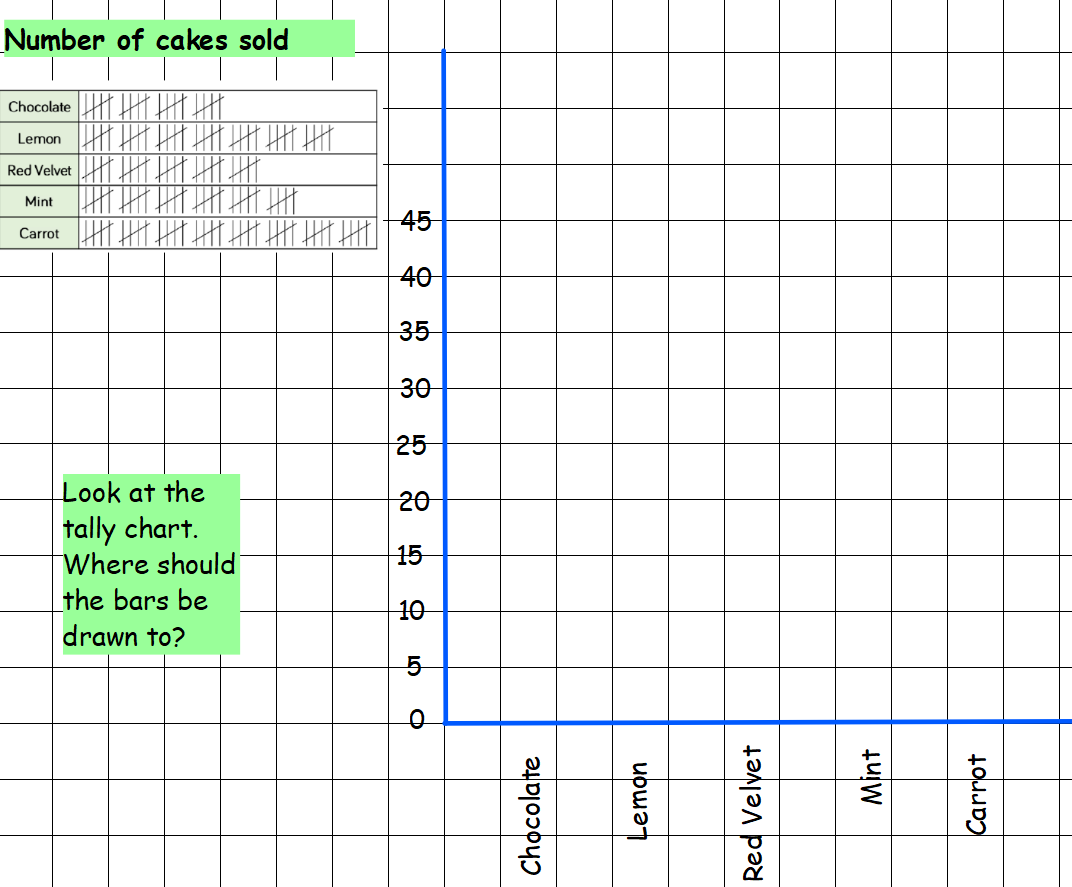 Number of cakes sold
Chocolate
Lemon
Red Velvet
Mint
Carrot
45
40
35
30
25
20
15
10
5
0
Look at the
tally chart.
Where should
the bars be
drawn to?
Chocolate
Lemon
Red Velvet
Mint
Carrot